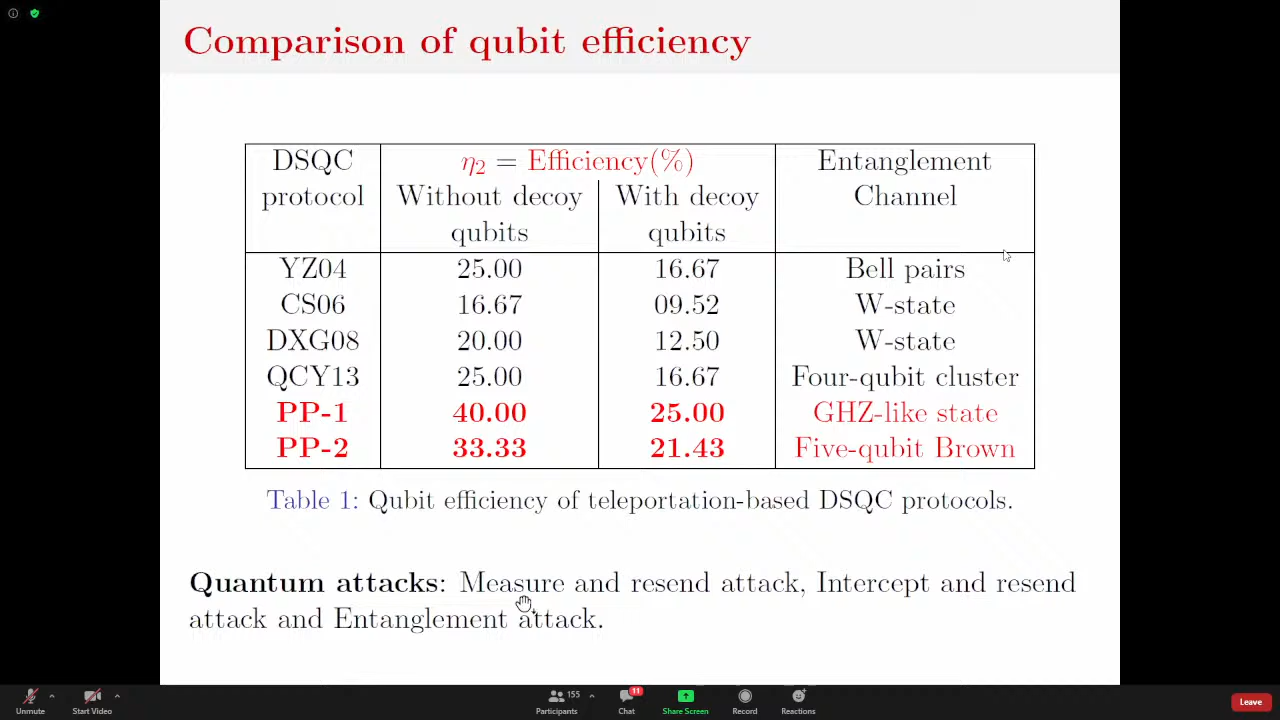 Comparison of qubit efficiency
DSQC protocol
η2 = Efficiency(%)
Entanglement Channel
Without decoy qubits
With decoy qubits
YZ04 25.00 16.67 Bell pairs
CS06 16.67 09.52 W-state
DXG08 20.00 12.50 W-state
QCY13 25.00 16.67 Four-qubit cluster
PP-1 40.00 25.00 GHZ-like state
PP-2 33.33 21.43 Five-qubit Brown
Table 1: Qubit efficiency of teleportation-based DSQC protocols.
Quantum attacks: Measure and resend attack, Intercept and resend
attack and Entanglement attack.
Unmute Start Video Participants 155 Chat 11 Share Screen Record Reactions Leave